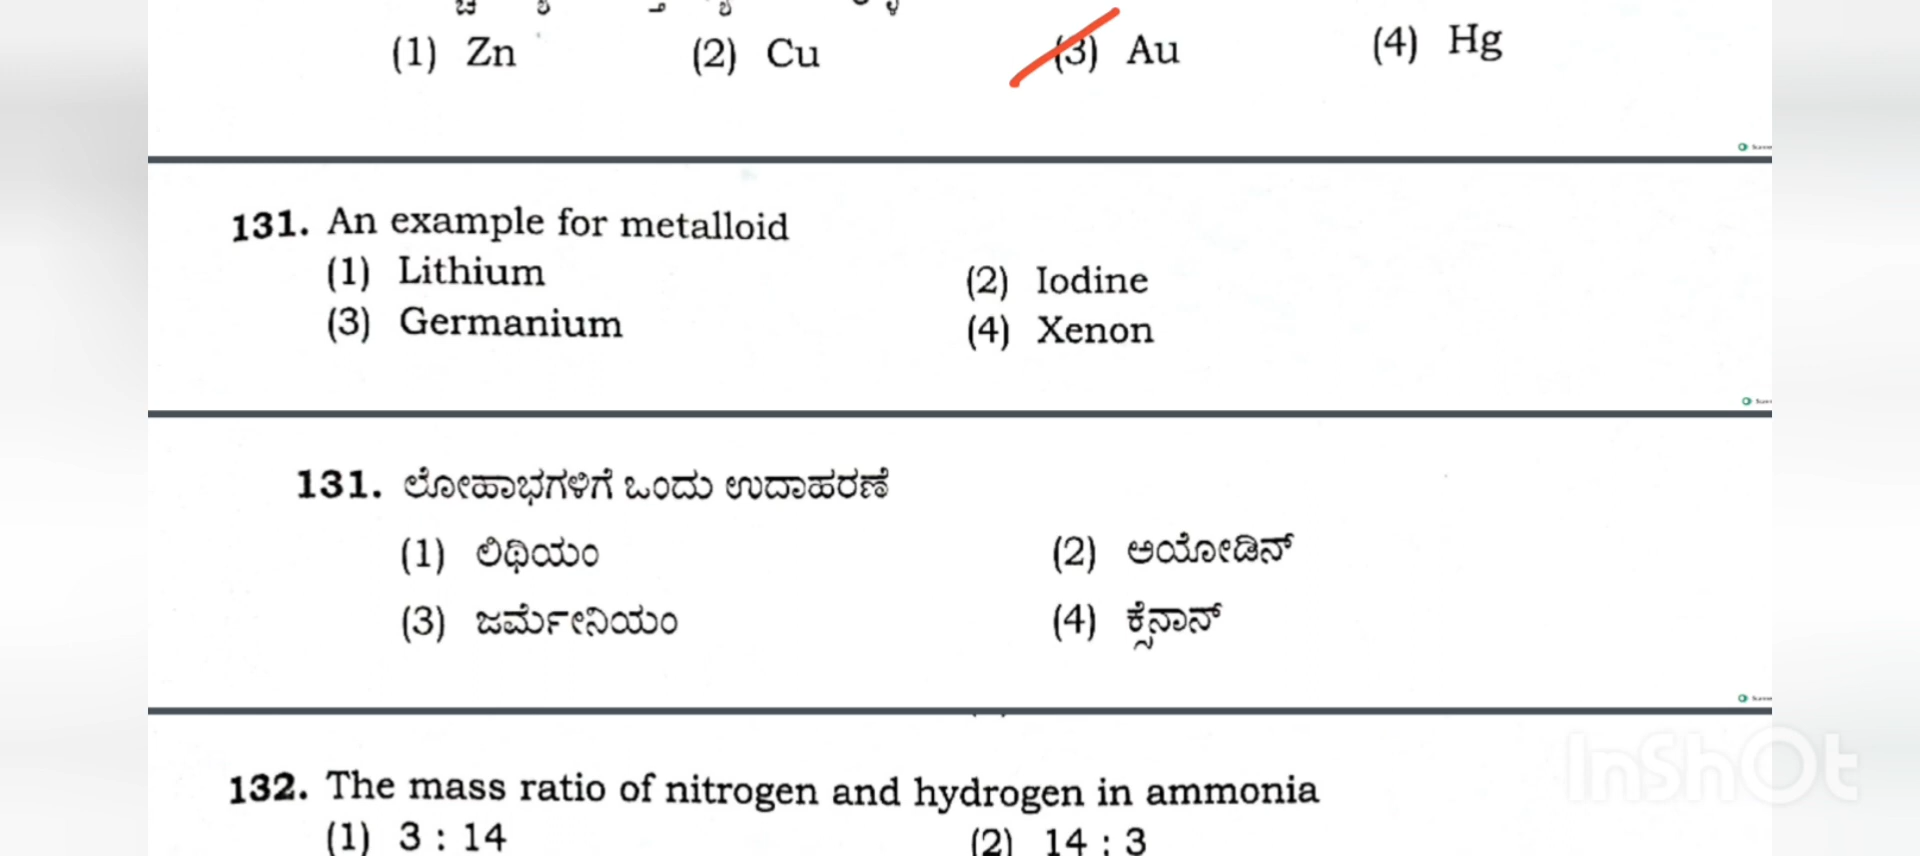 (1) Zn (2) Cu (3) Au (4) Hg
131. An example for metalloid
(1) Lithium (2) Iodine
(3) Germanium (4) Xenon
131. ಲೋಹಾಭಗಳಿಗೆ ಒಂದು ಉದಾಹರಣೆ
(1) ಲಿಥಿಯಂ (2) ಅಯೋಡಿನ್
(3) ಜರ್ಮೇನಿಯಂ (4) ಕ್ಸೆನಾನ್
132. The mass ratio of nitrogen and hydrogen in ammonia
(1) 3 : 14 (2) 14 : 3
InShOt